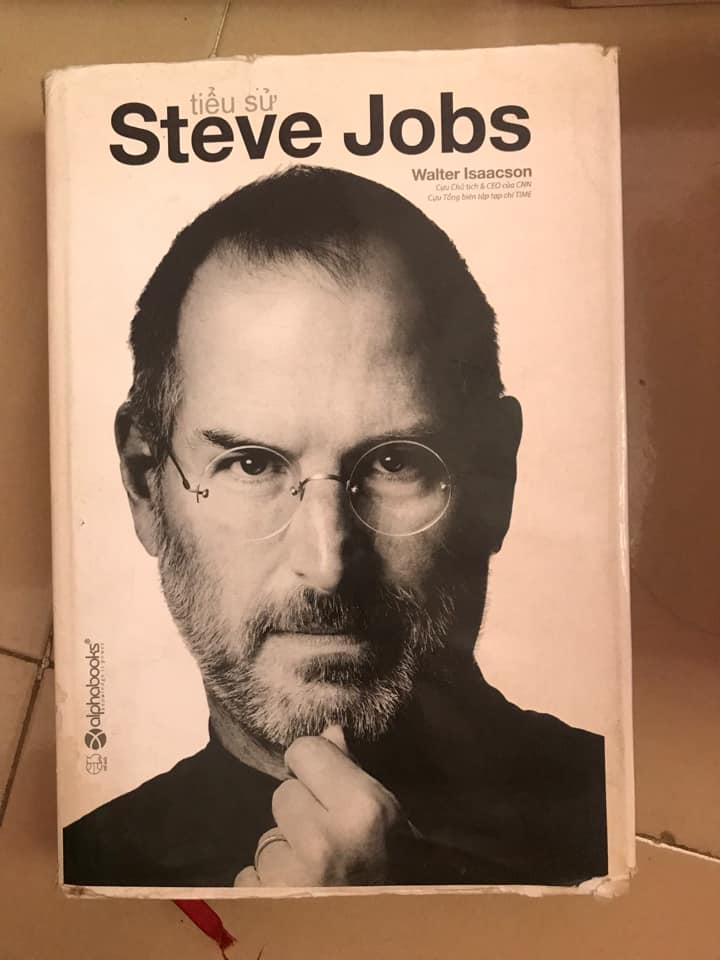 tiểu sử
Steve Jobs
Walter Isaacson
Cựu Chủ tịch & CEO của CNN
Cựu Tổng biên tập tạp chí TIME
alphabooks®